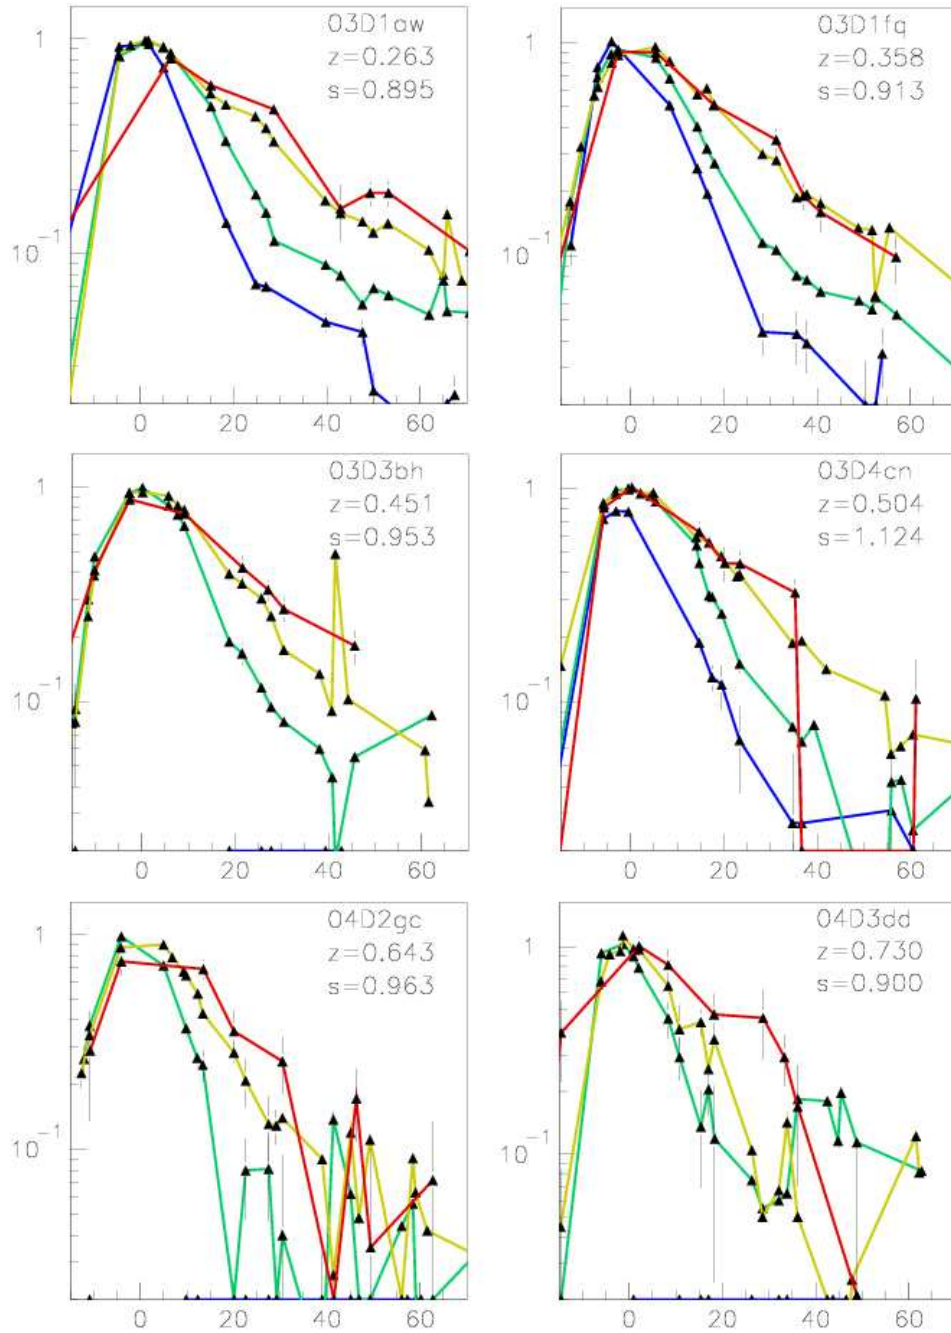 03D1aw
z=0.263
s=0.895
1
10⁻¹
0
20
40
60
03D1fq
z=0.358
s=0.913
1
10⁻¹
0
20
40
60
03D3bh
z=0.451
s=0.953
1
10⁻¹
0
20
40
60
03D4cn
z=0.504
s=1.124
1
10⁻¹
0
20
40
60
04D2gc
z=0.643
s=0.963
1
10⁻¹
0
20
40
60
04D3dd
z=0.730
s=0.900
1
10⁻¹
0
20
40
60